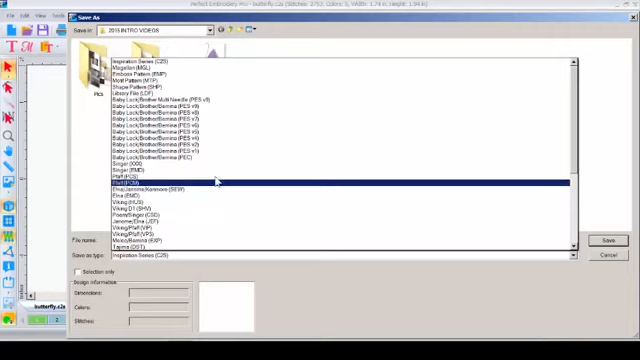 Perfect Embroidery Pro - butterfly.c2s (Stitches: 2752, Colors: 5, Width: 1.74 in, Height: 1.94 in)
Save As
Save in:
2015 INTRO VIDEOS
Pics
Inspiration Series (C2S)
Magellan (MGL)
Emboss Pattern (EMP)
Motif Pattern (MTP)
Shape Pattern (SHP)
Library File (LDF)
Baby Lock/Brother Multi Needle (PES v9)
Baby Lock/Brother/Bernina (PES v9)
Baby Lock/Brother/Bernina (PES v8)
Baby Lock/Brother/Bernina (PES v7)
Baby Lock/Brother/Bernina (PES v6)
Baby Lock/Brother/Bernina (PES v5)
Baby Lock/Brother/Bernina (PES v4)
Baby Lock/Brother/Bernina (PES v2)
Baby Lock/Brother/Bernina (PES v1)
Baby Lock/Brother/Bernina (PEC)
Singer (XXX)
Singer (EMD)
Pfaff (PCS)
Pfaff (PCM)
Elna/Janome/Kenmore (SEW)
Elna (EMD)
Viking (HUS)
Viking D1 (SHV)
Poem/Singer (CSD)
Janome/Elna (JEF)
Viking/Pfaff (VIP)
Viking/Pfaff (VP3)
Melco/Bernina (EXP)
Tajima (DST)
File name:
Save
Save as type:
Inspiration Series (C2S)
Cancel
Selection only
Design information
Dimensions:
Colors:
Stitches:
butterfly.c2s
1 2